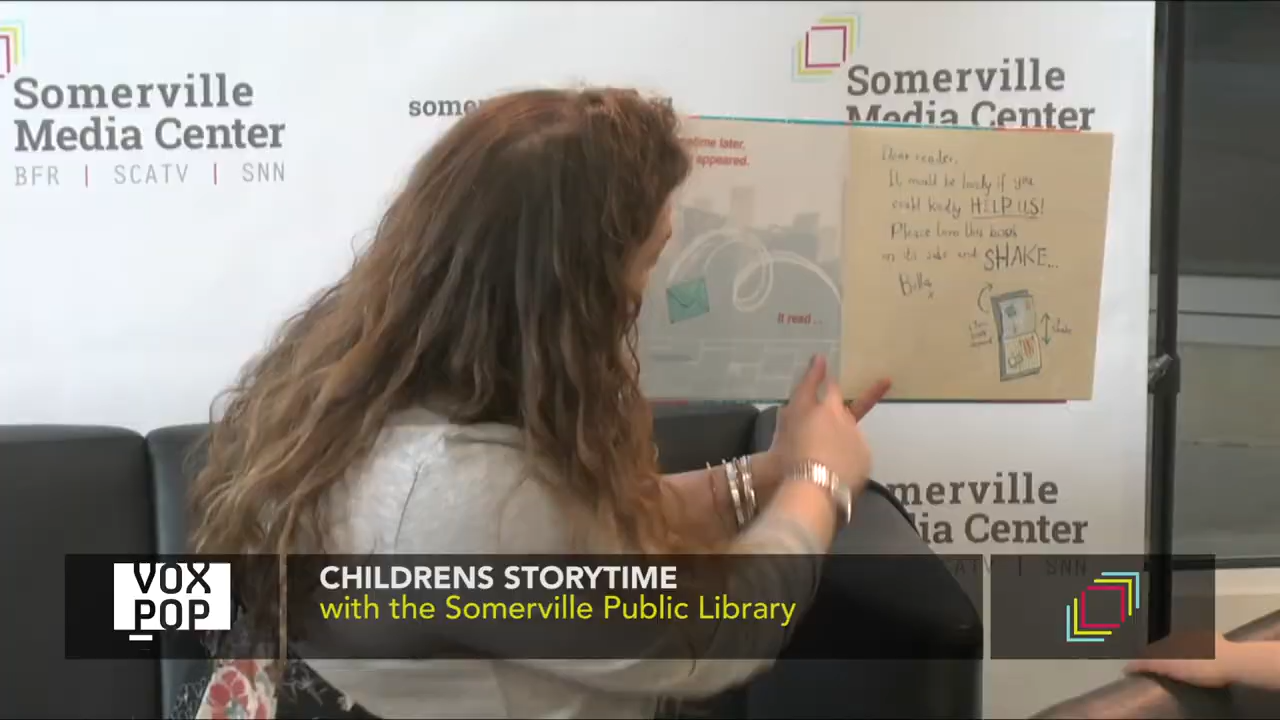 Somerville
Media Center
BFR | SCATV | SNN
some
Somerville
Media Center
later,
appeared.
It read ...
Dear reader,
It would be lovely if you
could kindly HELP US!
Please turn this book
on its side and SHAKE...
Bella
x
merville
dia Center
SNN
VOX
POP
CHILDRENS STORYTIME
with the Somerville Public Library